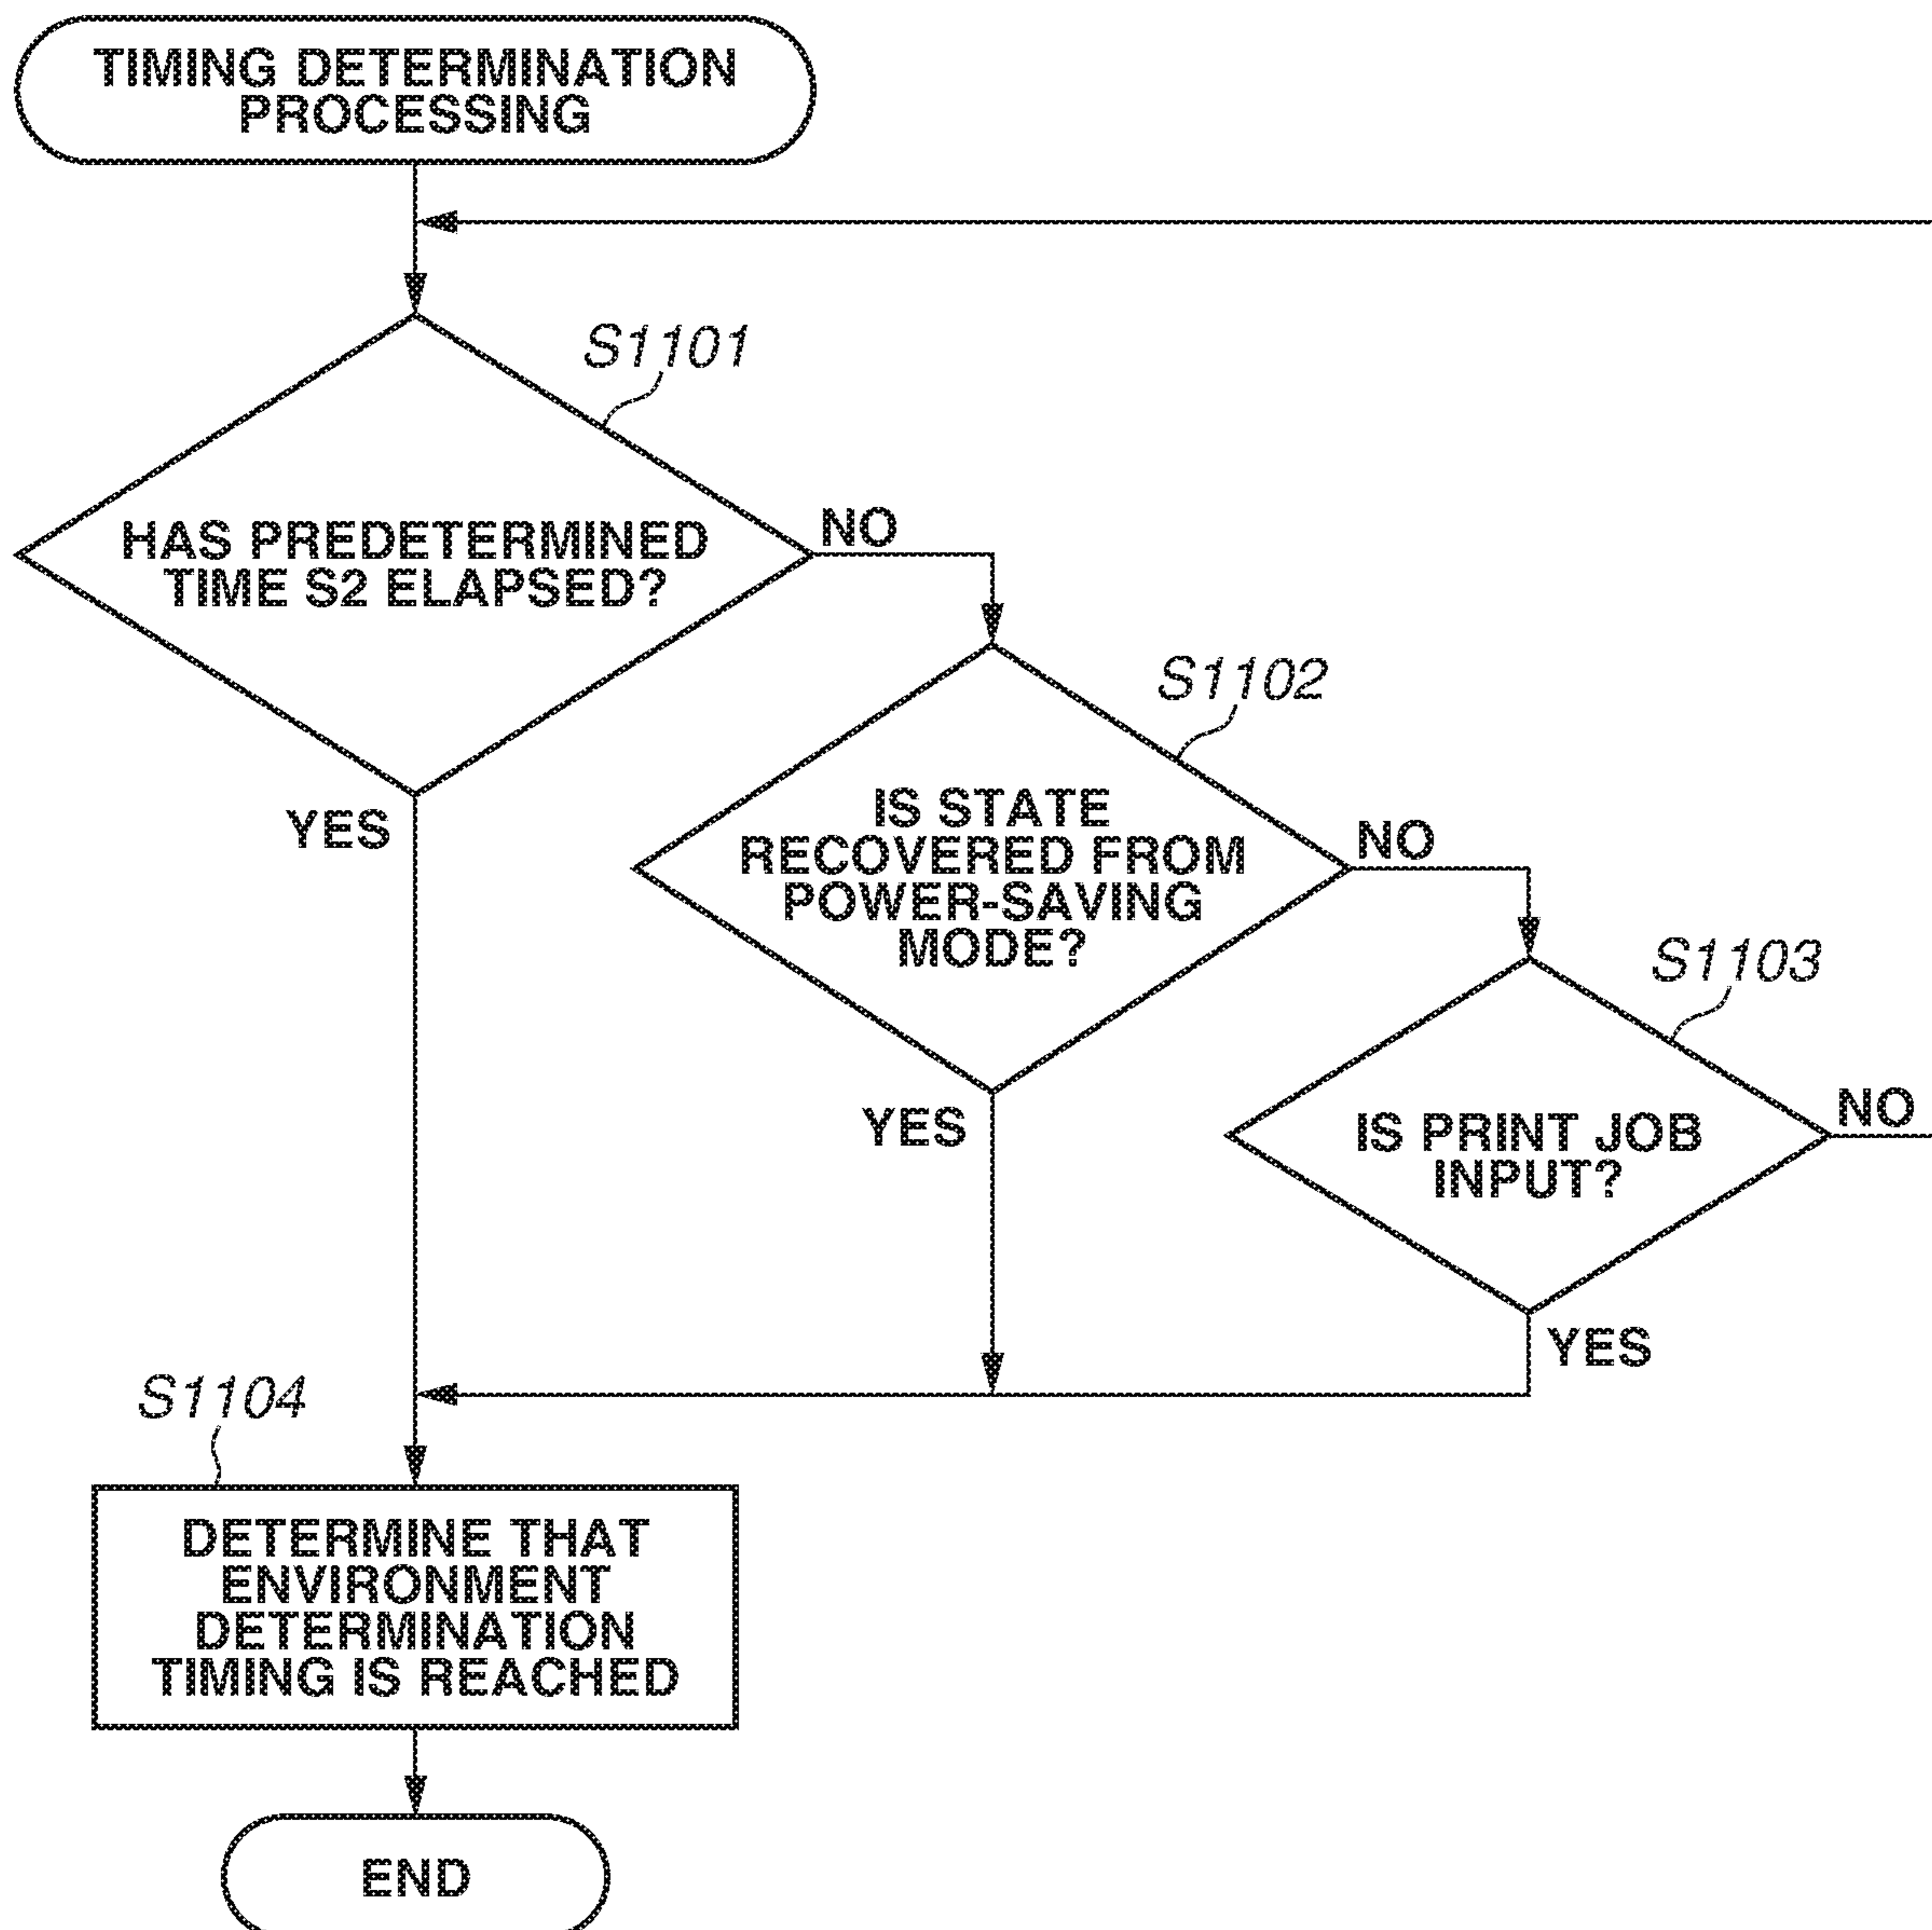 TIMING DETERMINATION
PROCESSING
S1101
HAS PREDETERMINED
TIME S2 ELAPSED?
NO
YES
S1102
IS STATE
RECOVERED FROM
POWER-SAVING
MODE?
NO
YES
S1103
IS PRINT JOB
INPUT?
NO
YES
S1104
DETERMINE THAT
ENVIRONMENT
DETERMINATION
TIMING IS REACHED
END